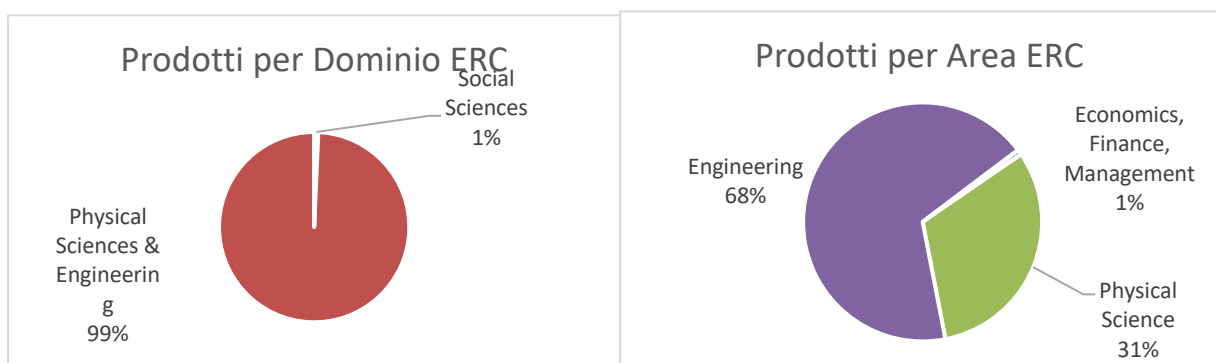 Prodotti per Dominio ERC
Social
Sciences
1%
Physical
Sciences &
Engineerin
g
99%
Prodotti per Area ERC
Economics,
Finance,
Management
1%
Engineering
68%
Physical
Science
31%